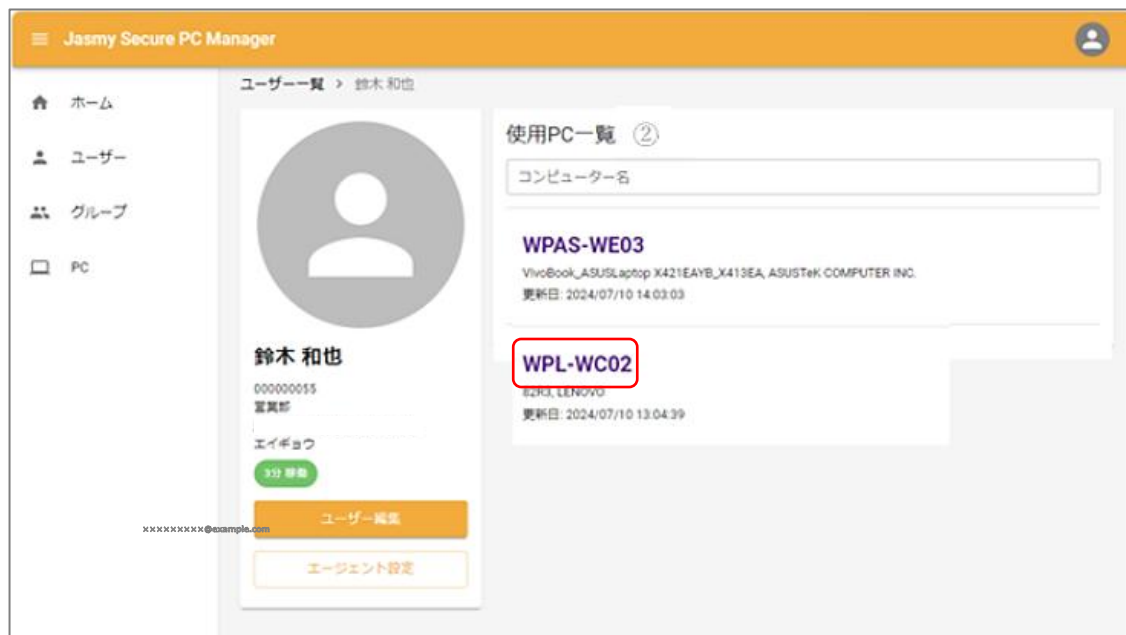 Jasmy Secure PC Manager
ホーム
ユーザー
グループ
PC
ユーザー一覧 > 鈴木 和也
鈴木 和也
000000055
営業部
エイギョウ
3分 稼働
ユーザー編集
xxxxxxxxx@example.com
エージェント設定
使用PC一覧 ②
コンピューター名
WPAS-WE03
VivoBook_ASUSLaptop X421EAYB_X413EA, ASUSTeK COMPUTER INC.
更新日: 2024/07/10 14:03:03
WPL-WC02
82R3, LENOVO
更新日: 2024/07/10 13:04:39